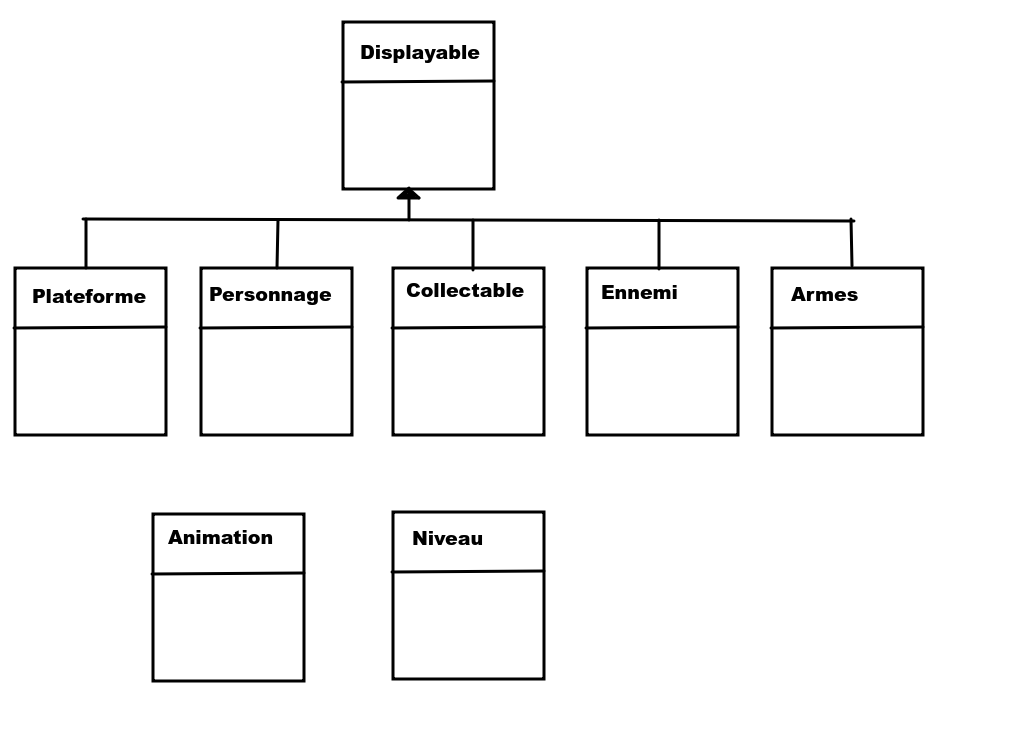 Displayable
Plateforme
Personnage
Collectable
Ennemi
Armes
Animation
Niveau